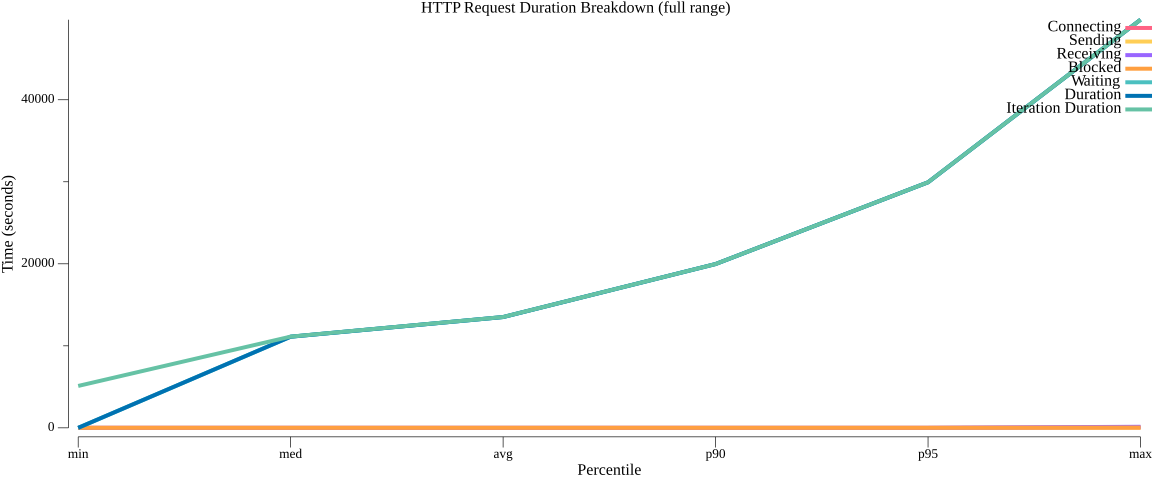 HTTP Request Duration Breakdown (full range)
Connecting
Sending
Receiving
Blocked
Waiting
Duration
Iteration Duration
40000
20000
0
Time (seconds)
min med avg p90 p95 max
Percentile